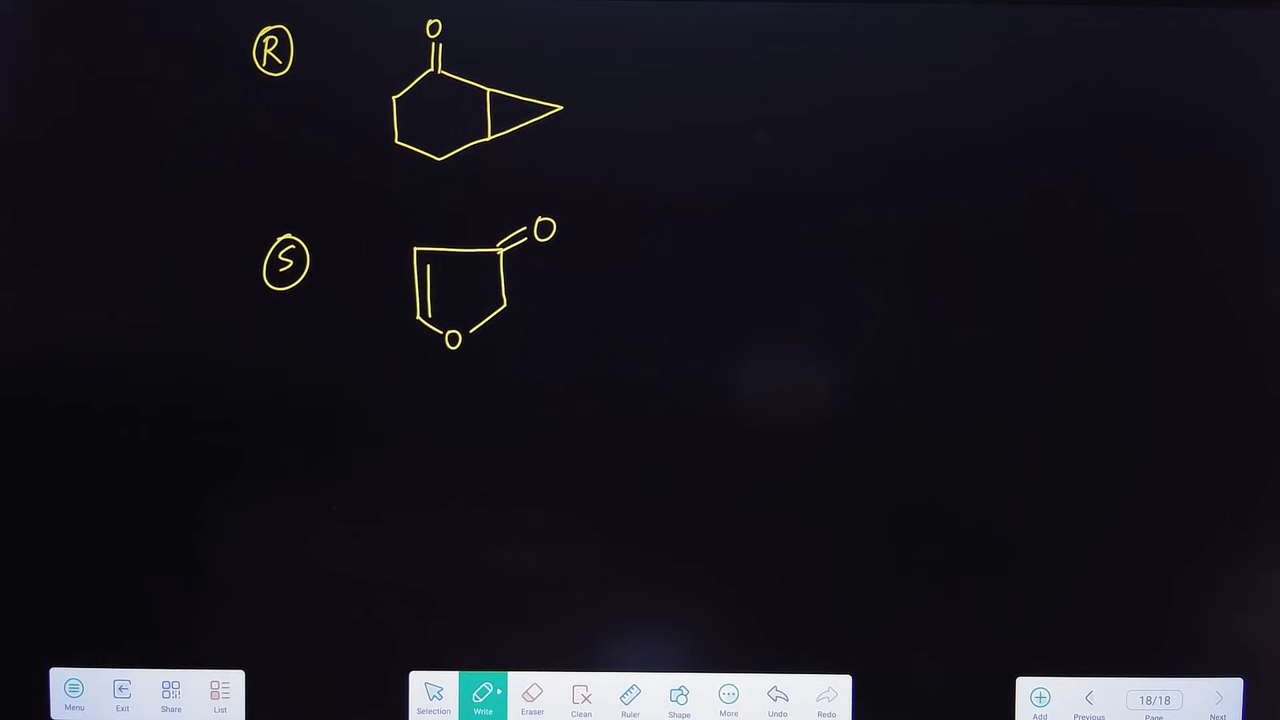 R
O
S
O
O
Menu
Exit
Share
List
Selection
Write
Eraser
Clean
Ruler
Shape
More
Undo
Redo
Add
Previous
18/18
Page
Next